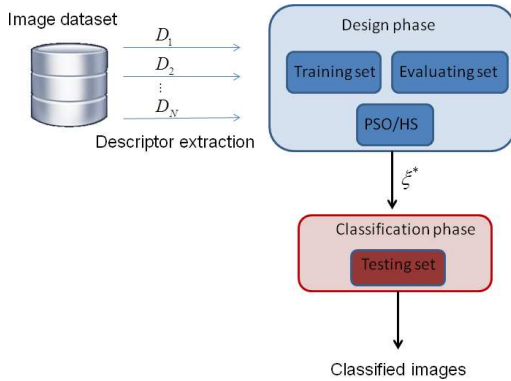 Image dataset
D1
D2
⋮
DN
Descriptor extraction
Design phase
Training set
Evaluating set
PSO/HS
ξ*
Classification phase
Testing set
Classified images